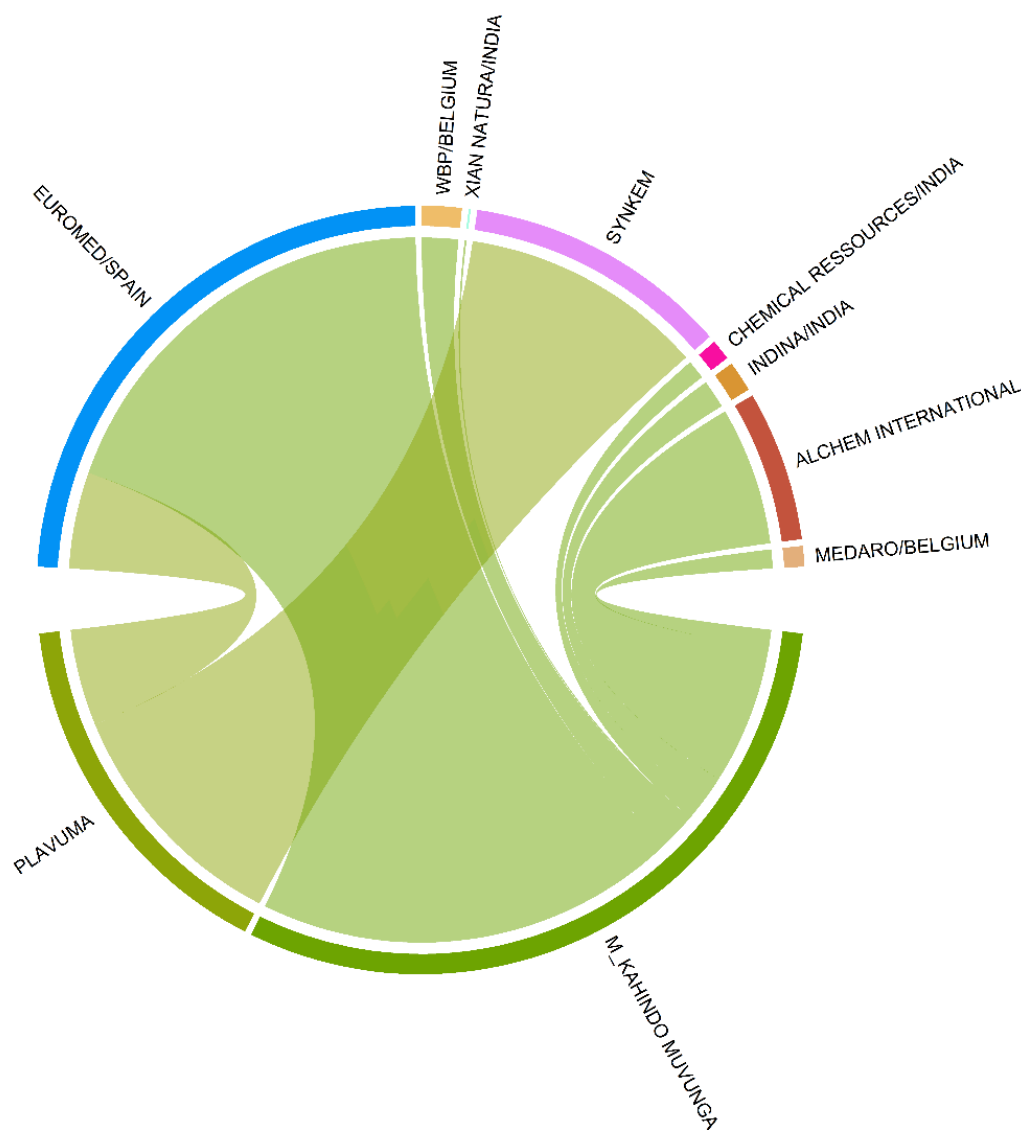 EUROMED/SPAIN
WBP/BELGIUM
XIAN NATURA/INDIA
SYNKEM
CHEMICAL RESSOURCES/INDIA
INDINA/INDIA
ALCHEM INTERNATIONAL
MEDARO/BELGIUM
PLAVUMA
M_KAHINDO MUVUNGA